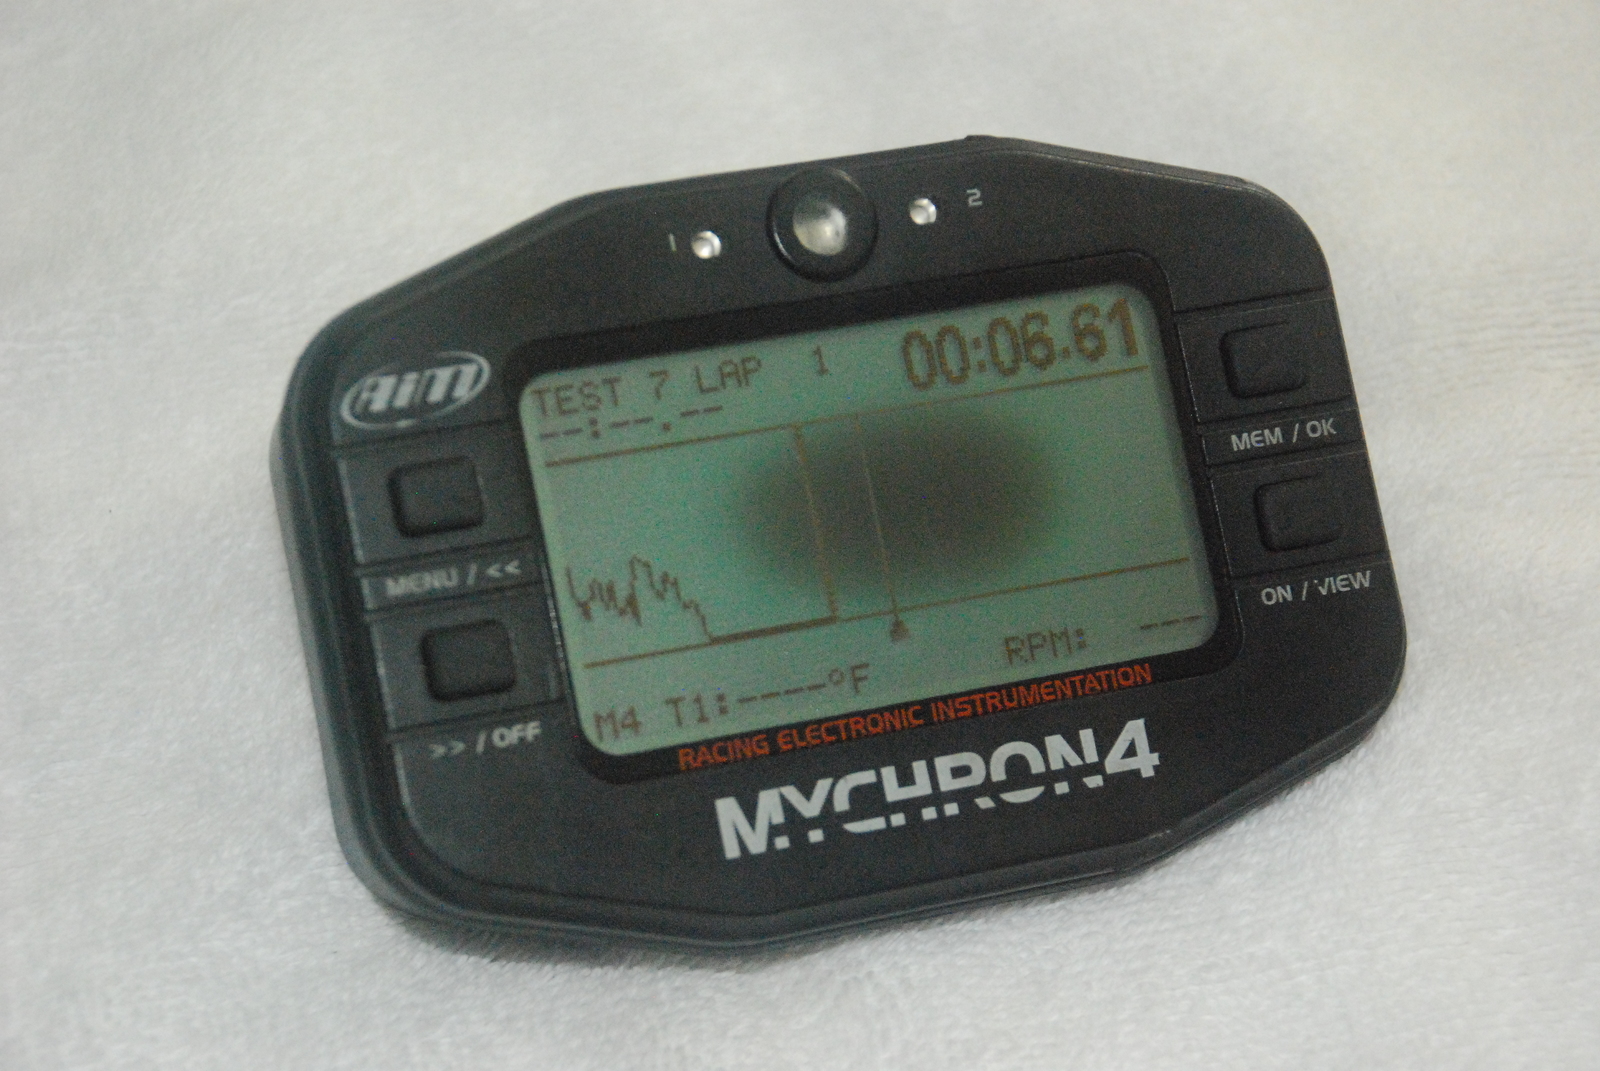 1 2
AiM
TEST 7 LAP 1 00:06.61
--:--.--
MENU / <<
>> / OFF
MEM / OK
ON / VIEW
M4 T1:----°F RPM: ---
RACING ELECTRONIC INSTRUMENTATION
MYCHRON4